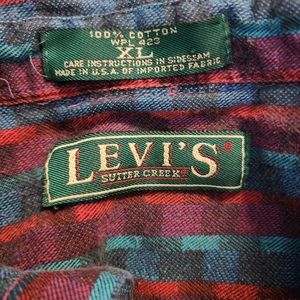 100% COTTON
WPL 423
XL
CARE INSTRUCTIONS IN SIDESEAM
MADE IN U.S.A. OF IMPORTED FABRIC
LEVI'S®
SUTTER CREEK®